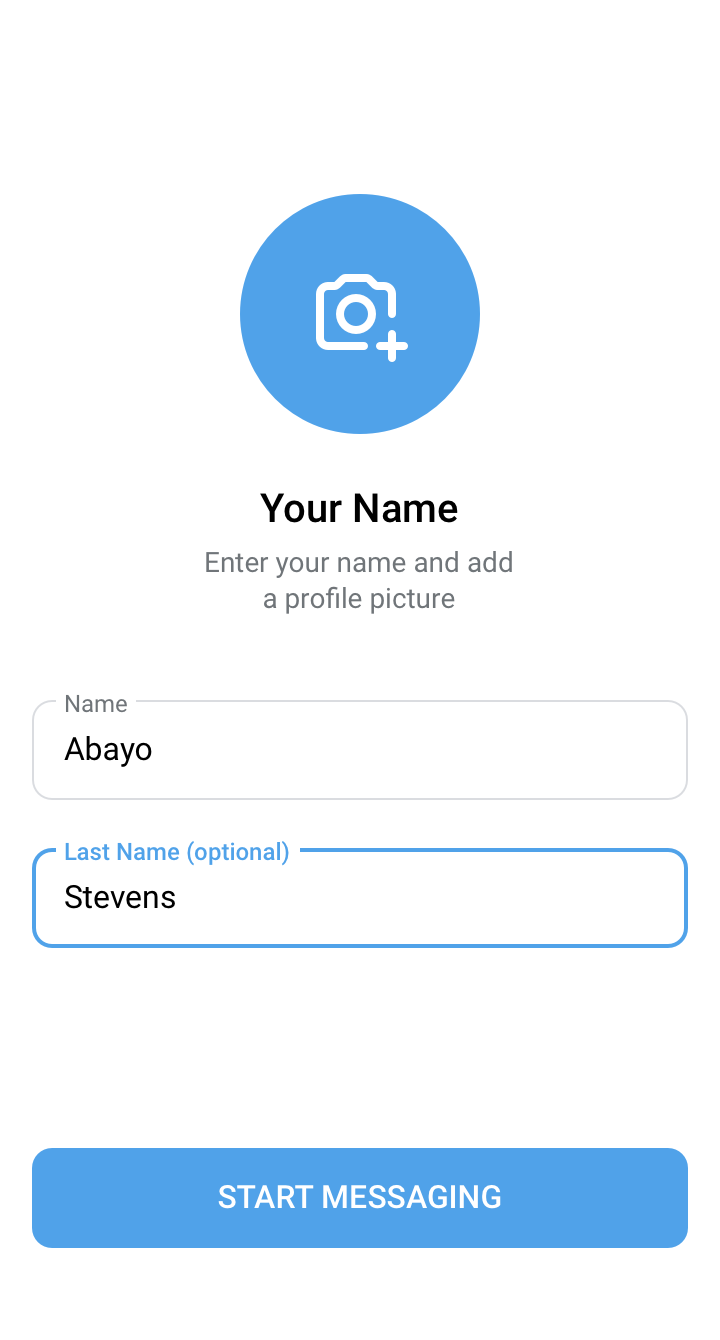 Your Name
Enter your name and add
a profile picture
Name
Abayo
Last Name (optional)
Stevens
START MESSAGING